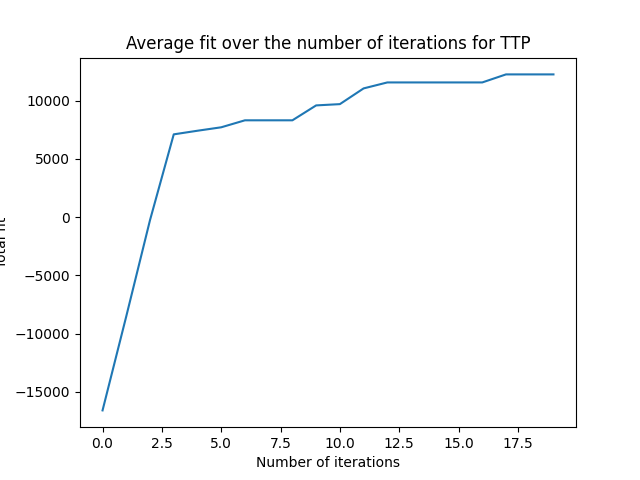 Average fit over the number of iterations for TTP
10000
5000
0
−5000
−10000
−15000
0.0 2.5 5.0 7.5 10.0 12.5 15.0 17.5
Number of iterations